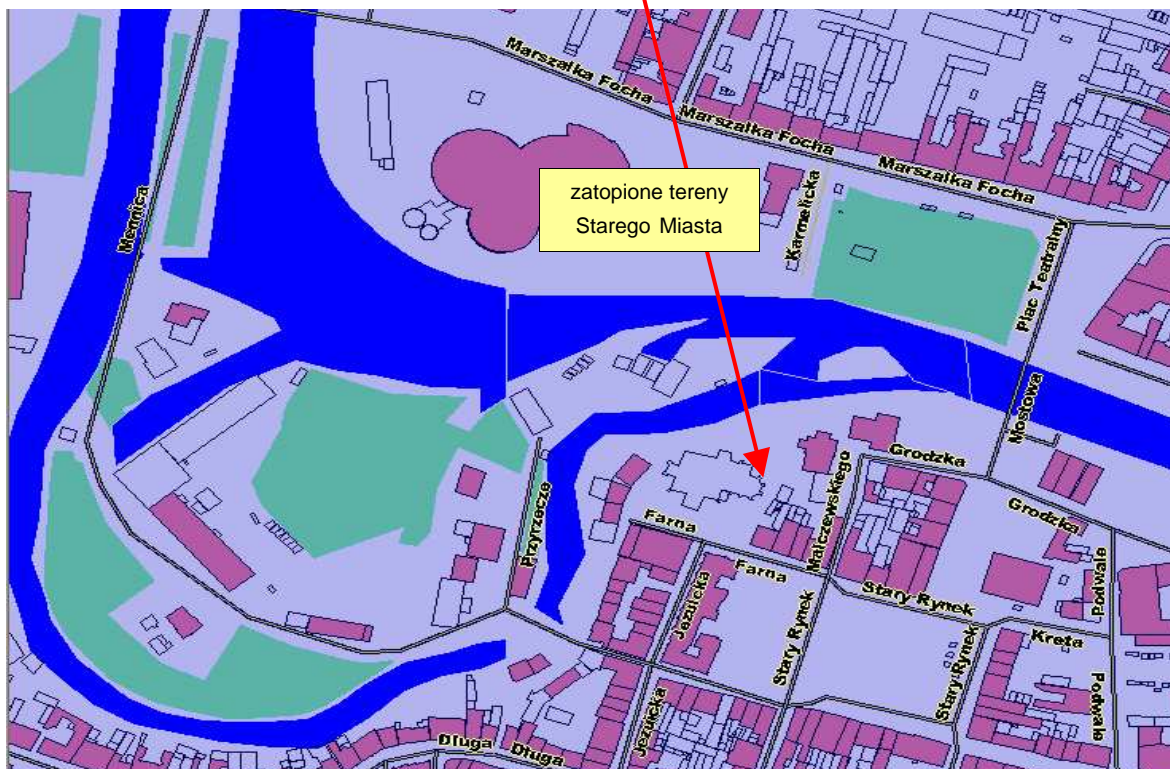 Marszałka Focha
Marszałka Focha
Marszałka Focha
zatopione tereny
Starego Miasta
Karmelicka
Mennica
Plac Teatralny
Mostowa
Grodzka
Malczewskiego
Grodzka
Przyrzecze
Farna
Farna
Jezuicka
Stary Rynek
Stary Rynek
Stary Rynek
Kręta
Podwale
Podwale
Jezuicka
Długa
Długa